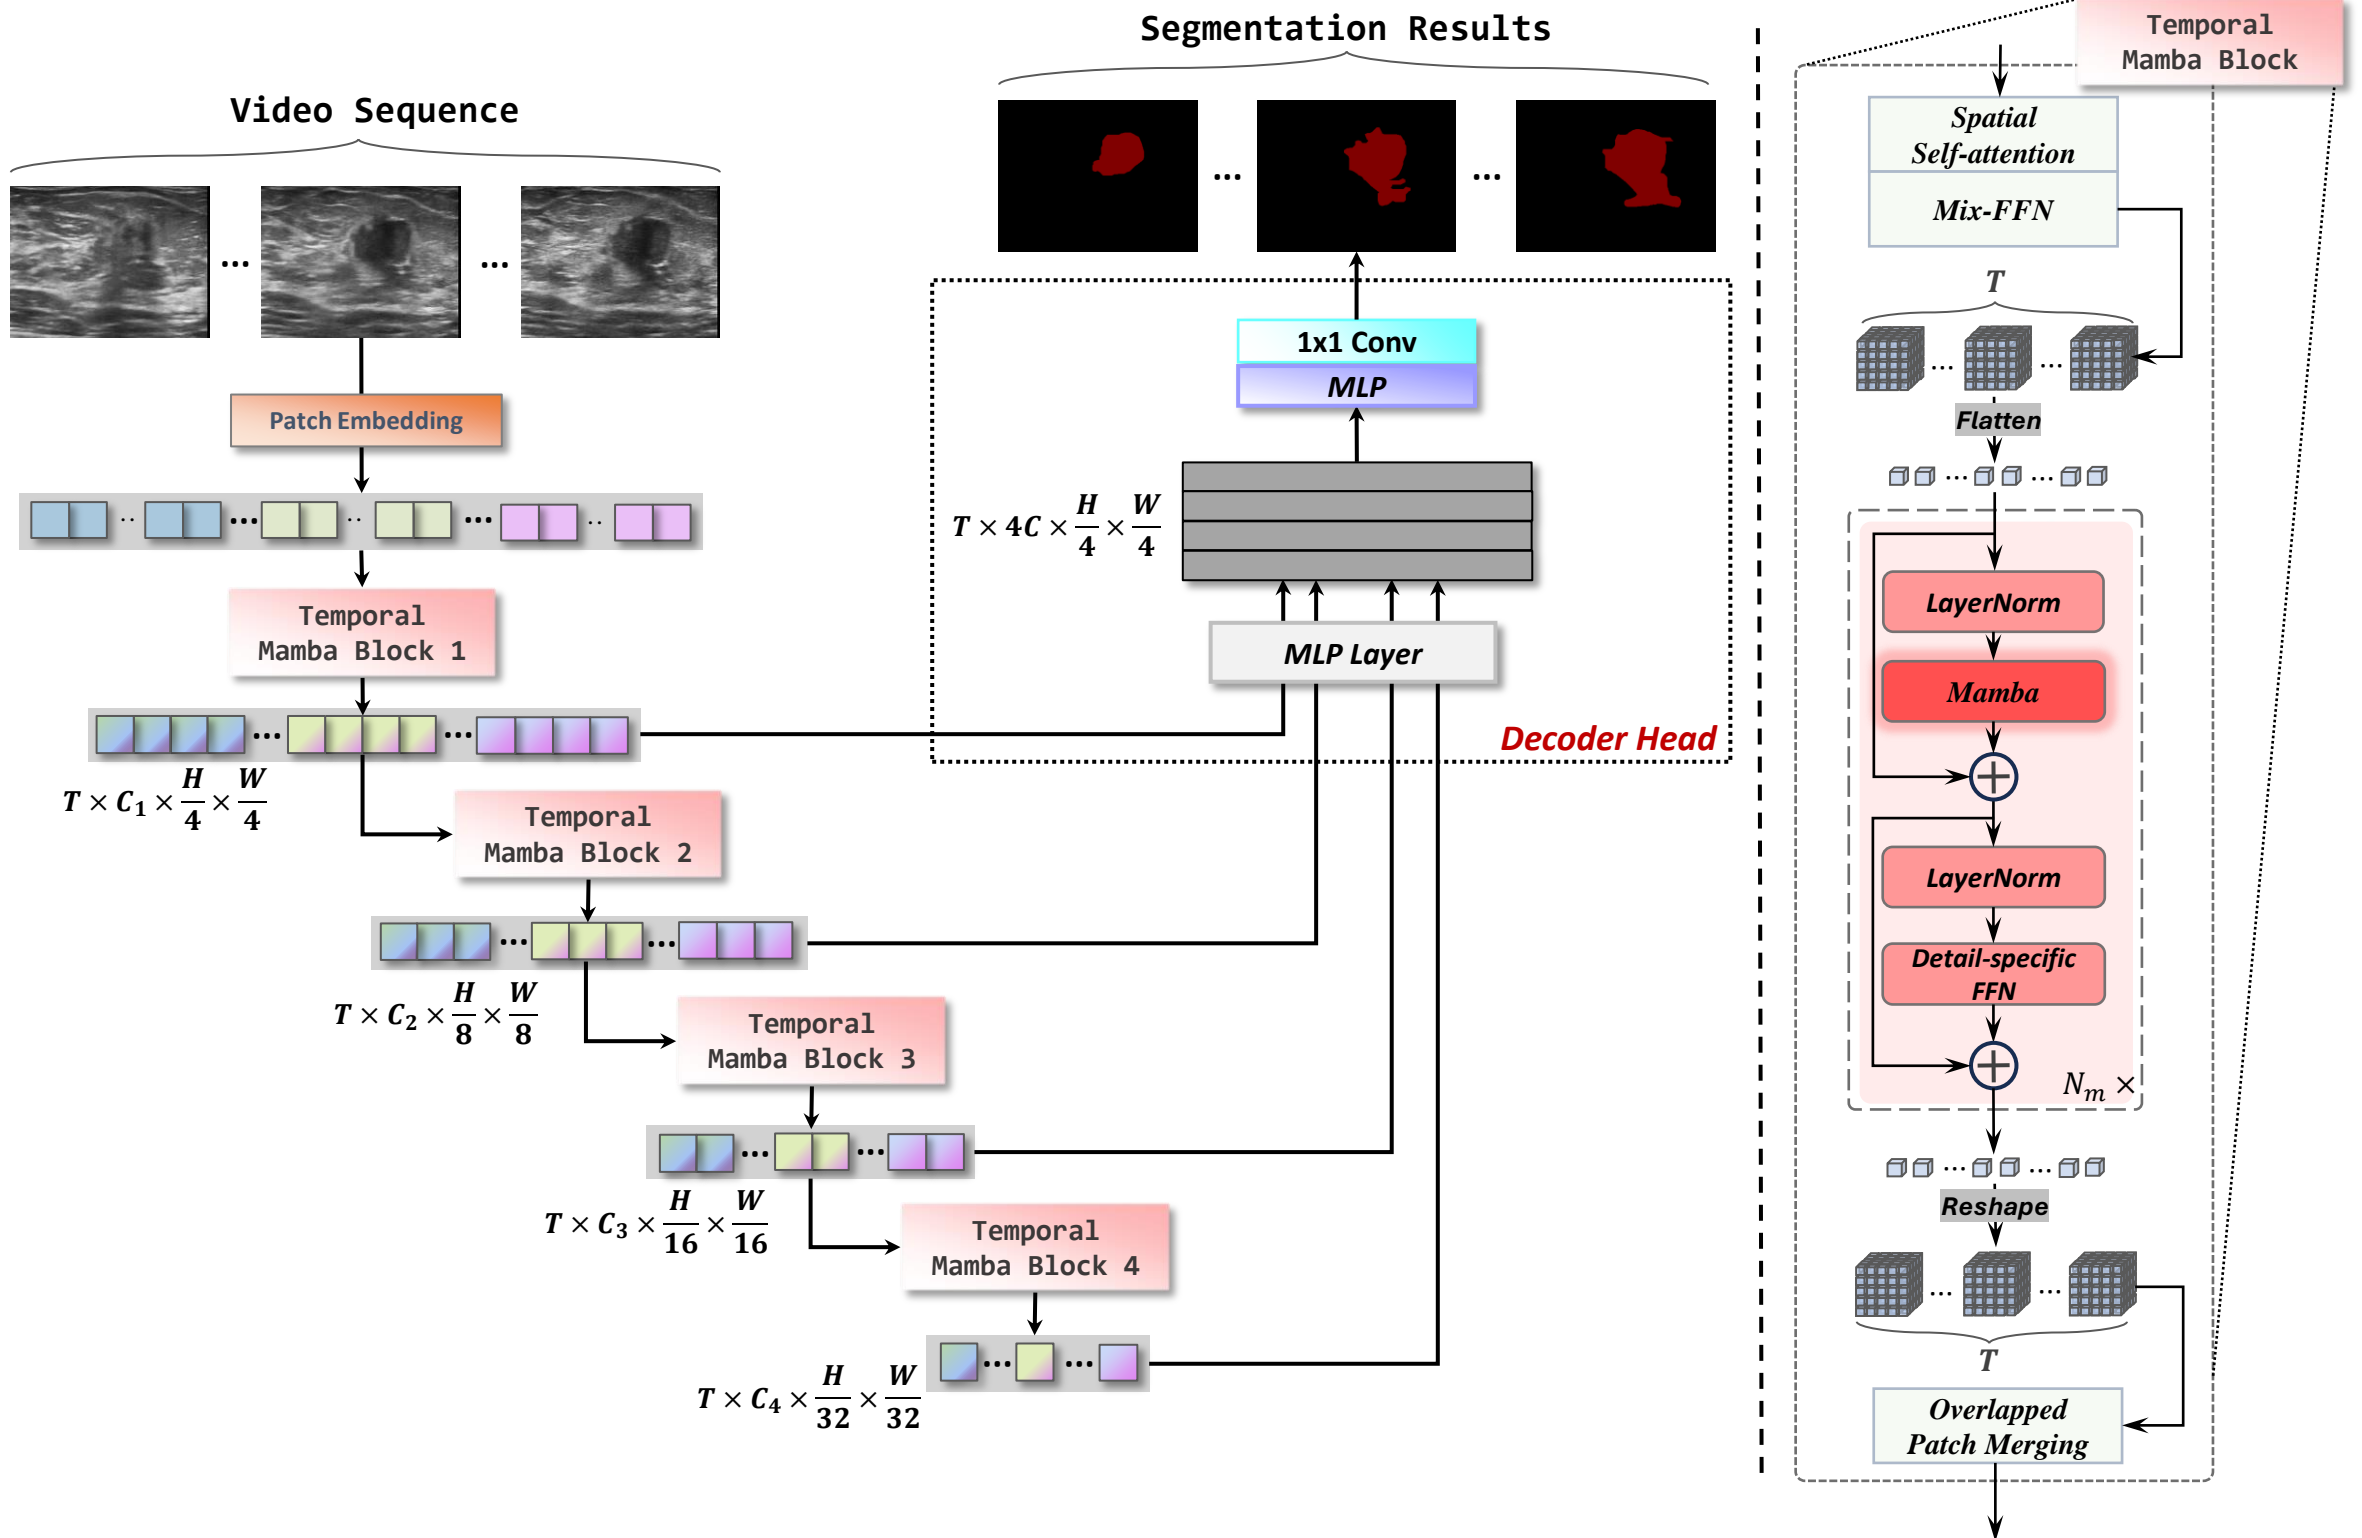 Video Sequence
...
...
Patch Embedding
..
...
..
...
..
Temporal
Mamba Block 1
...
...
T × C₁ × H/4 × W/4
Temporal
Mamba Block 2
...
...
T × C₂ × H/8 × W/8
Temporal
Mamba Block 3
...
...
T × C₃ × H/16 × W/16
Temporal
Mamba Block 4
...
...
T × C₄ × H/32 × W/32
Segmentation Results
...
...
1x1 Conv
MLP
T × 4C × H/4 × W/4
MLP Layer
Decoder Head
Temporal
Mamba Block
Spatial
Self-attention
Mix-FFN
T
...
...
Flatten
...
...
LayerNorm
Mamba
+
LayerNorm
Detail-specific
FFN
+
Nₘ ×
...
...
Reshape
...
...
T
Overlapped
Patch Merging